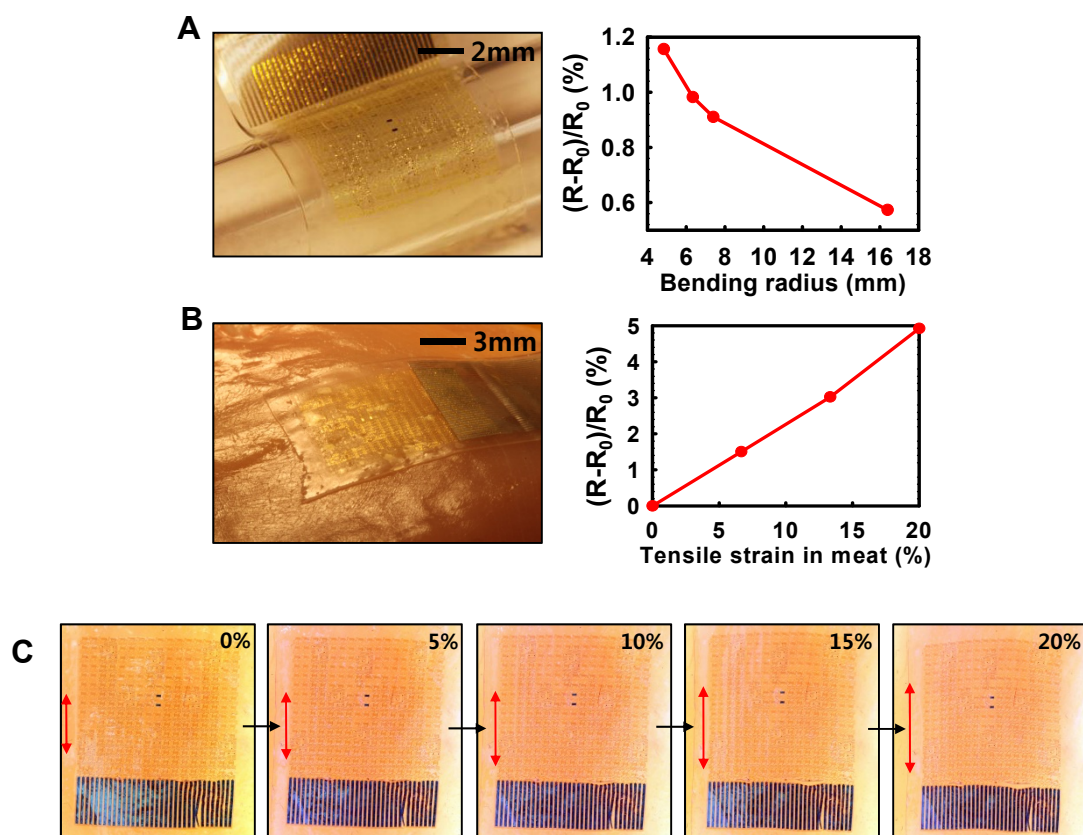 A
2mm
(R-R0)/R0 (%)
1.2
1.0
0.8
0.6
4 6 8 10 12 14 16 18
Bending radius (mm)
B
3mm
(R-R0)/R0 (%)
5
4
3
2
1
0
0 5 10 15 20
Tensile strain in meat (%)
C
0% 5% 10% 15% 20%